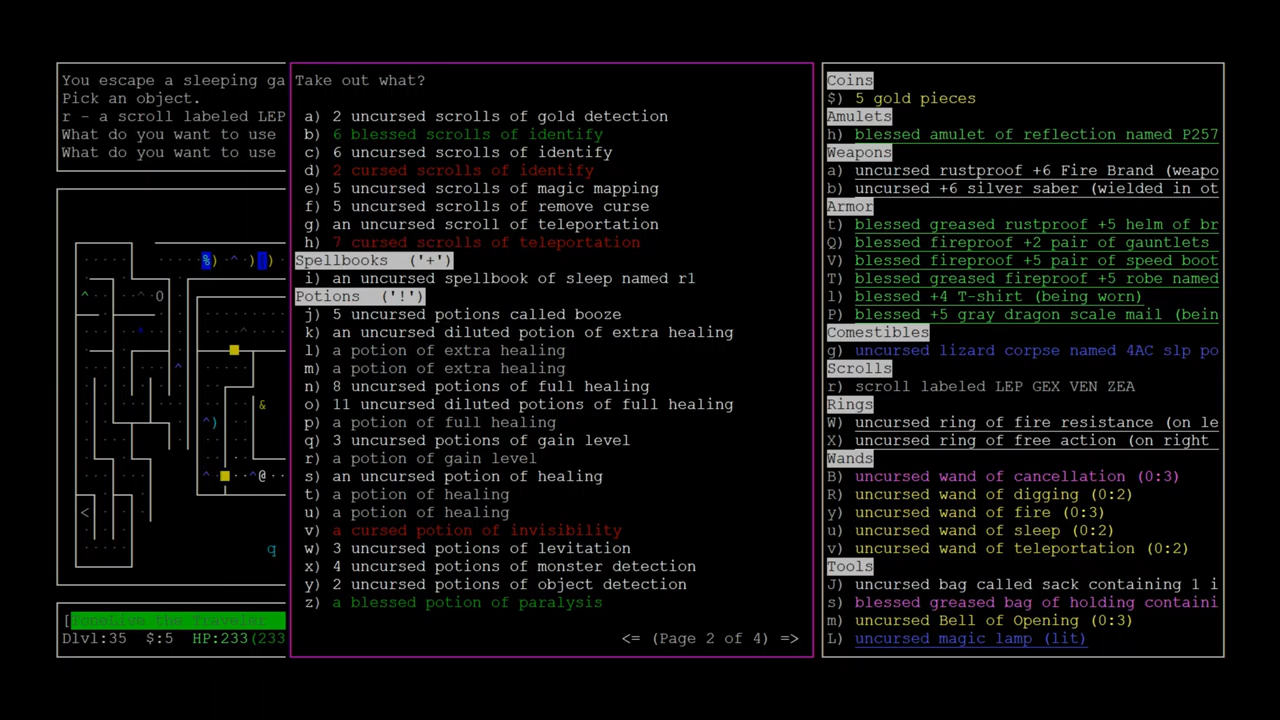 You escape a sleeping ga
Pick an object.
r - a scroll labeled LEP
What do you want to use
What do you want to use
[ToneLive the Traveler
Dlvl:35 $:5 HP:233(233
Take out what?
a) 2 uncursed scrolls of gold detection
b) 6 blessed scrolls of identify
c) 6 uncursed scrolls of identify
d) 2 cursed scrolls of identify
e) 5 uncursed scrolls of magic mapping
f) 5 uncursed scrolls of remove curse
g) an uncursed scroll of teleportation
h) 7 cursed scrolls of teleportation
Spellbooks ('+')
i) an uncursed spellbook of sleep named r1
Potions ('!')
j) 5 uncursed potions called booze
k) an uncursed diluted potion of extra healing
l) a potion of extra healing
m) a potion of extra healing
n) 8 uncursed potions of full healing
o) 11 uncursed diluted potions of full healing
p) a potion of full healing
q) 3 uncursed potions of gain level
r) a potion of gain level
s) an uncursed potion of healing
t) a potion of healing
u) a potion of healing
v) a cursed potion of invisibility
w) 3 uncursed potions of levitation
x) 4 uncursed potions of monster detection
y) 2 uncursed potions of object detection
z) a blessed potion of paralysis
<= (Page 2 of 4) =>
Coins
$) 5 gold pieces
Amulets
h) blessed amulet of reflection named P257
Weapons
a) uncursed rustproof +6 Fire Brand (weapo
b) uncursed +6 silver saber (wielded in ot
Armor
t) blessed greased rustproof +5 helm of br
Q) blessed fireproof +2 pair of gauntlets
V) blessed fireproof +5 pair of speed boot
T) blessed greased fireproof +5 robe named
l) blessed +4 T-shirt (being worn)
P) blessed +5 gray dragon scale mail (bein
Comestibles
g) uncursed lizard corpse named 4AC slp po
Scrolls
r) scroll labeled LEP GEX VEN ZEA
Rings
W) uncursed ring of fire resistance (on le
X) uncursed ring of free action (on right
Wands
B) uncursed wand of cancellation (0:3)
R) uncursed wand of digging (0:2)
y) uncursed wand of fire (0:3)
u) uncursed wand of sleep (0:2)
v) uncursed wand of teleportation (0:2)
Tools
J) uncursed bag called sack containing 1 i
s) blessed greased bag of holding containi
m) uncursed Bell of Opening (0:3)
L) uncursed magic lamp (lit)